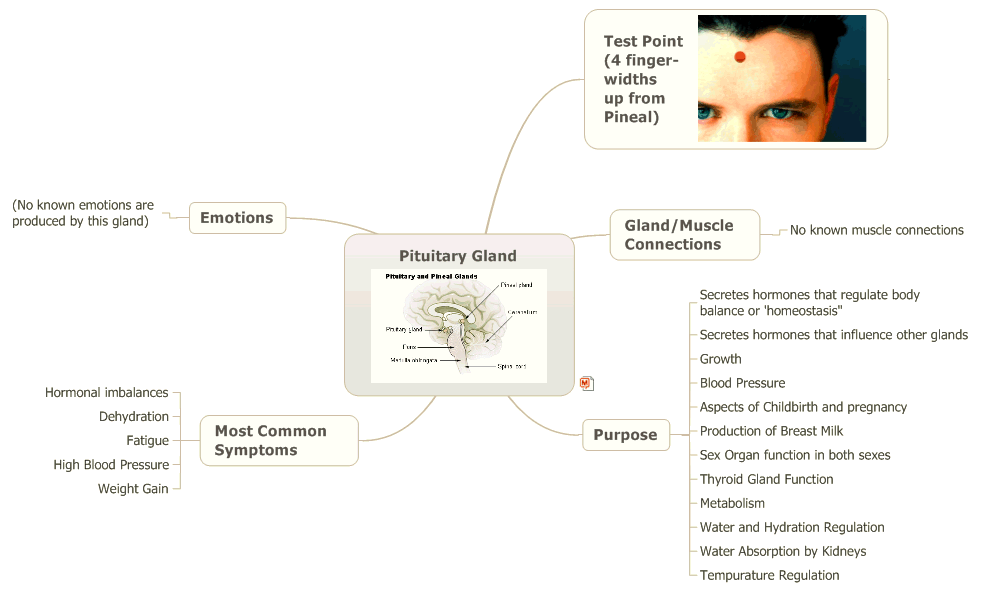 Test Point
(4 finger-
widths
up from
Pineal)
(No known emotions are
produced by this gland)
Emotions
Gland/Muscle
Connections
No known muscle connections
Pituitary Gland
Pituitary and Pineal Glands
Pineal gland
Cerebellum
Pituitary gland
Pons
Medulla oblongata
Spinal cord
M
Hormonal imbalances
Dehydration
Fatigue
High Blood Pressure
Weight Gain
Most Common
Symptoms
Purpose
Secretes hormones that regulate body
balance or 'homeostasis"
Secretes hormones that influence other glands
Growth
Blood Pressure
Aspects of Childbirth and pregnancy
Production of Breast Milk
Sex Organ function in both sexes
Thyroid Gland Function
Metabolism
Water and Hydration Regulation
Water Absorption by Kidneys
Tempurature Regulation